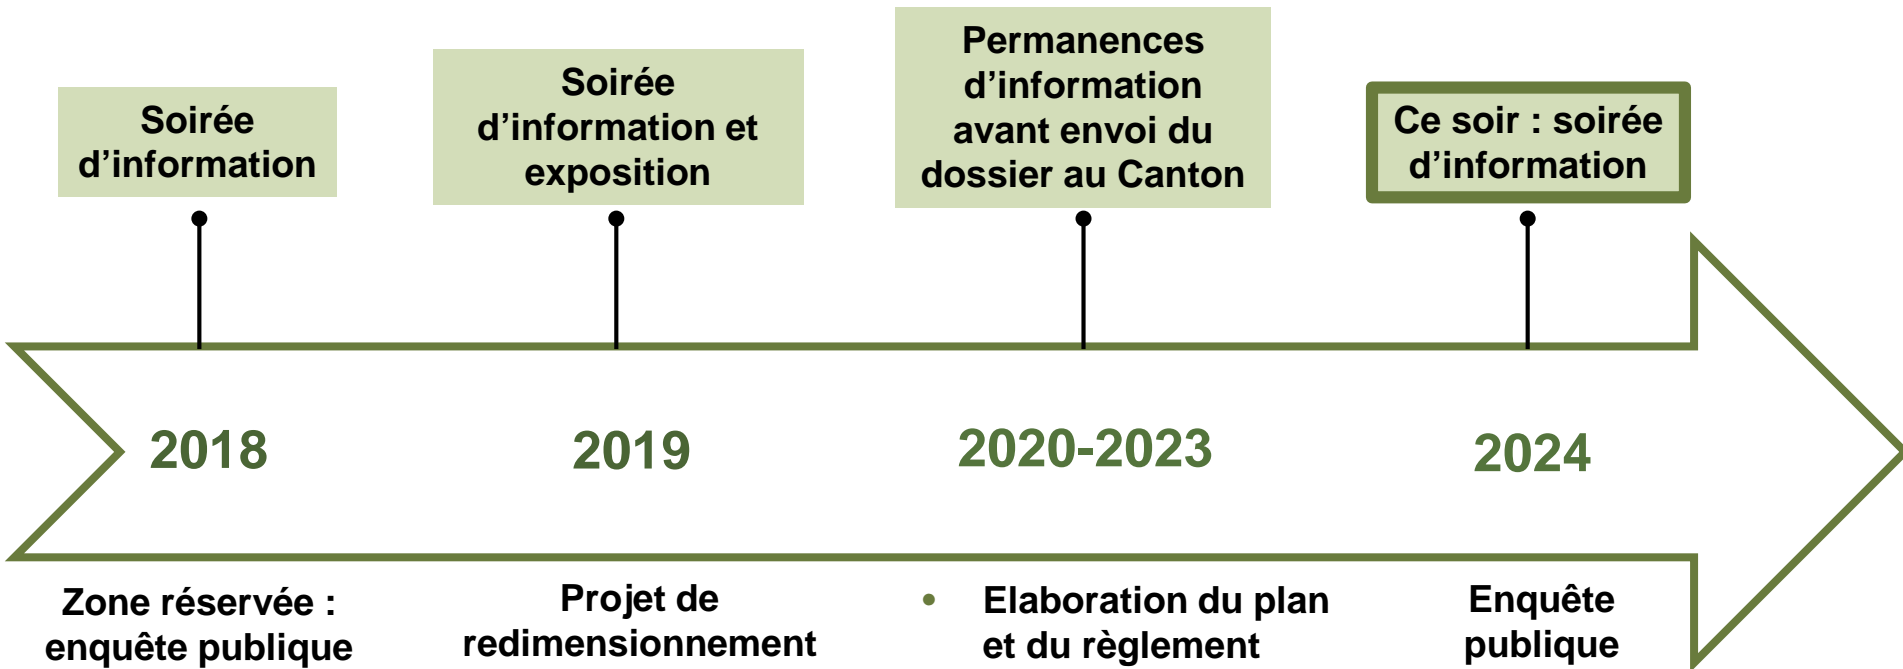 Soirée
d’information
Soirée
d’information et
exposition
Permanences
d’information
avant envoi du
dossier au Canton
Ce soir : soirée
d’information
2018
2019
2020-2023
2024
Zone réservée :
enquête publique
Projet de
redimensionnement
• Elaboration du plan
et du règlement
Enquête
publique